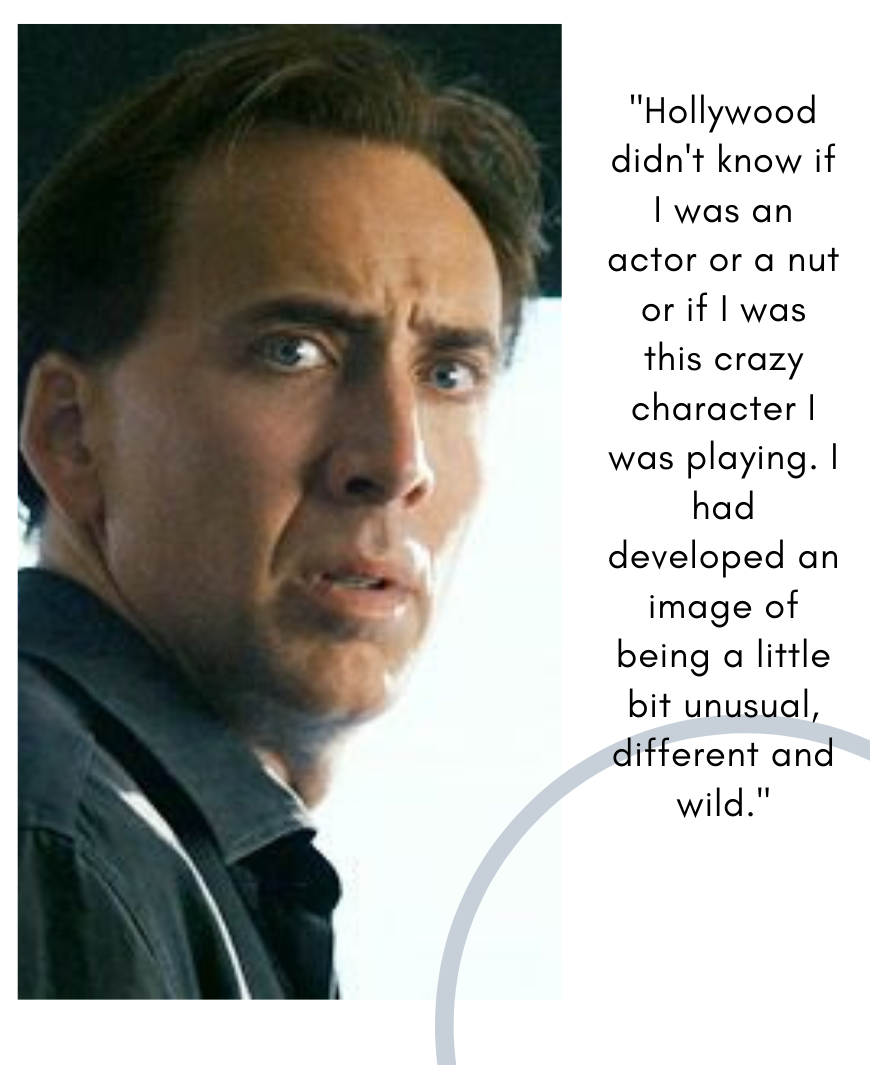 "Hollywood
didn't know if
I was an
actor or a nut
or if I was
this crazy
character I
was playing. I
had
developed an
image of
being a little
bit unusual,
different and
wild."